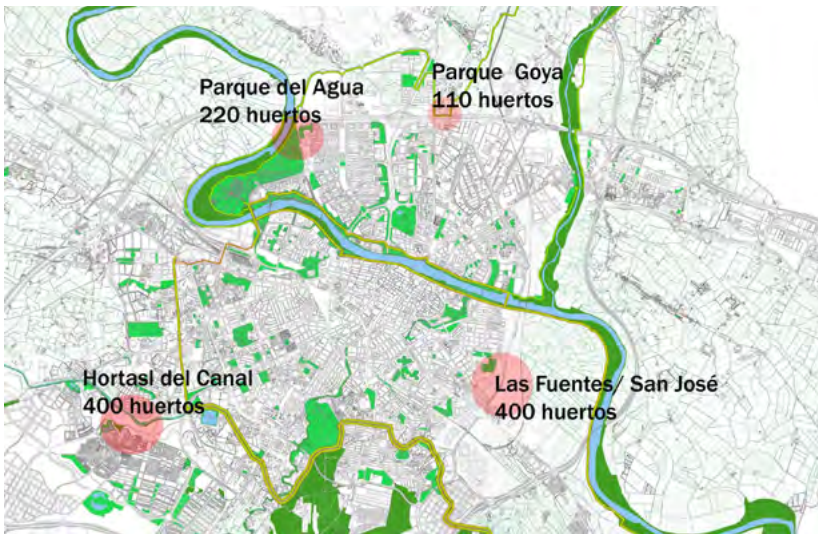 Parque del Agua
220 huertos
Parque Goya
110 huertos
Hortasl del Canal
400 huertos
Las Fuentes/ San José
400 huertos